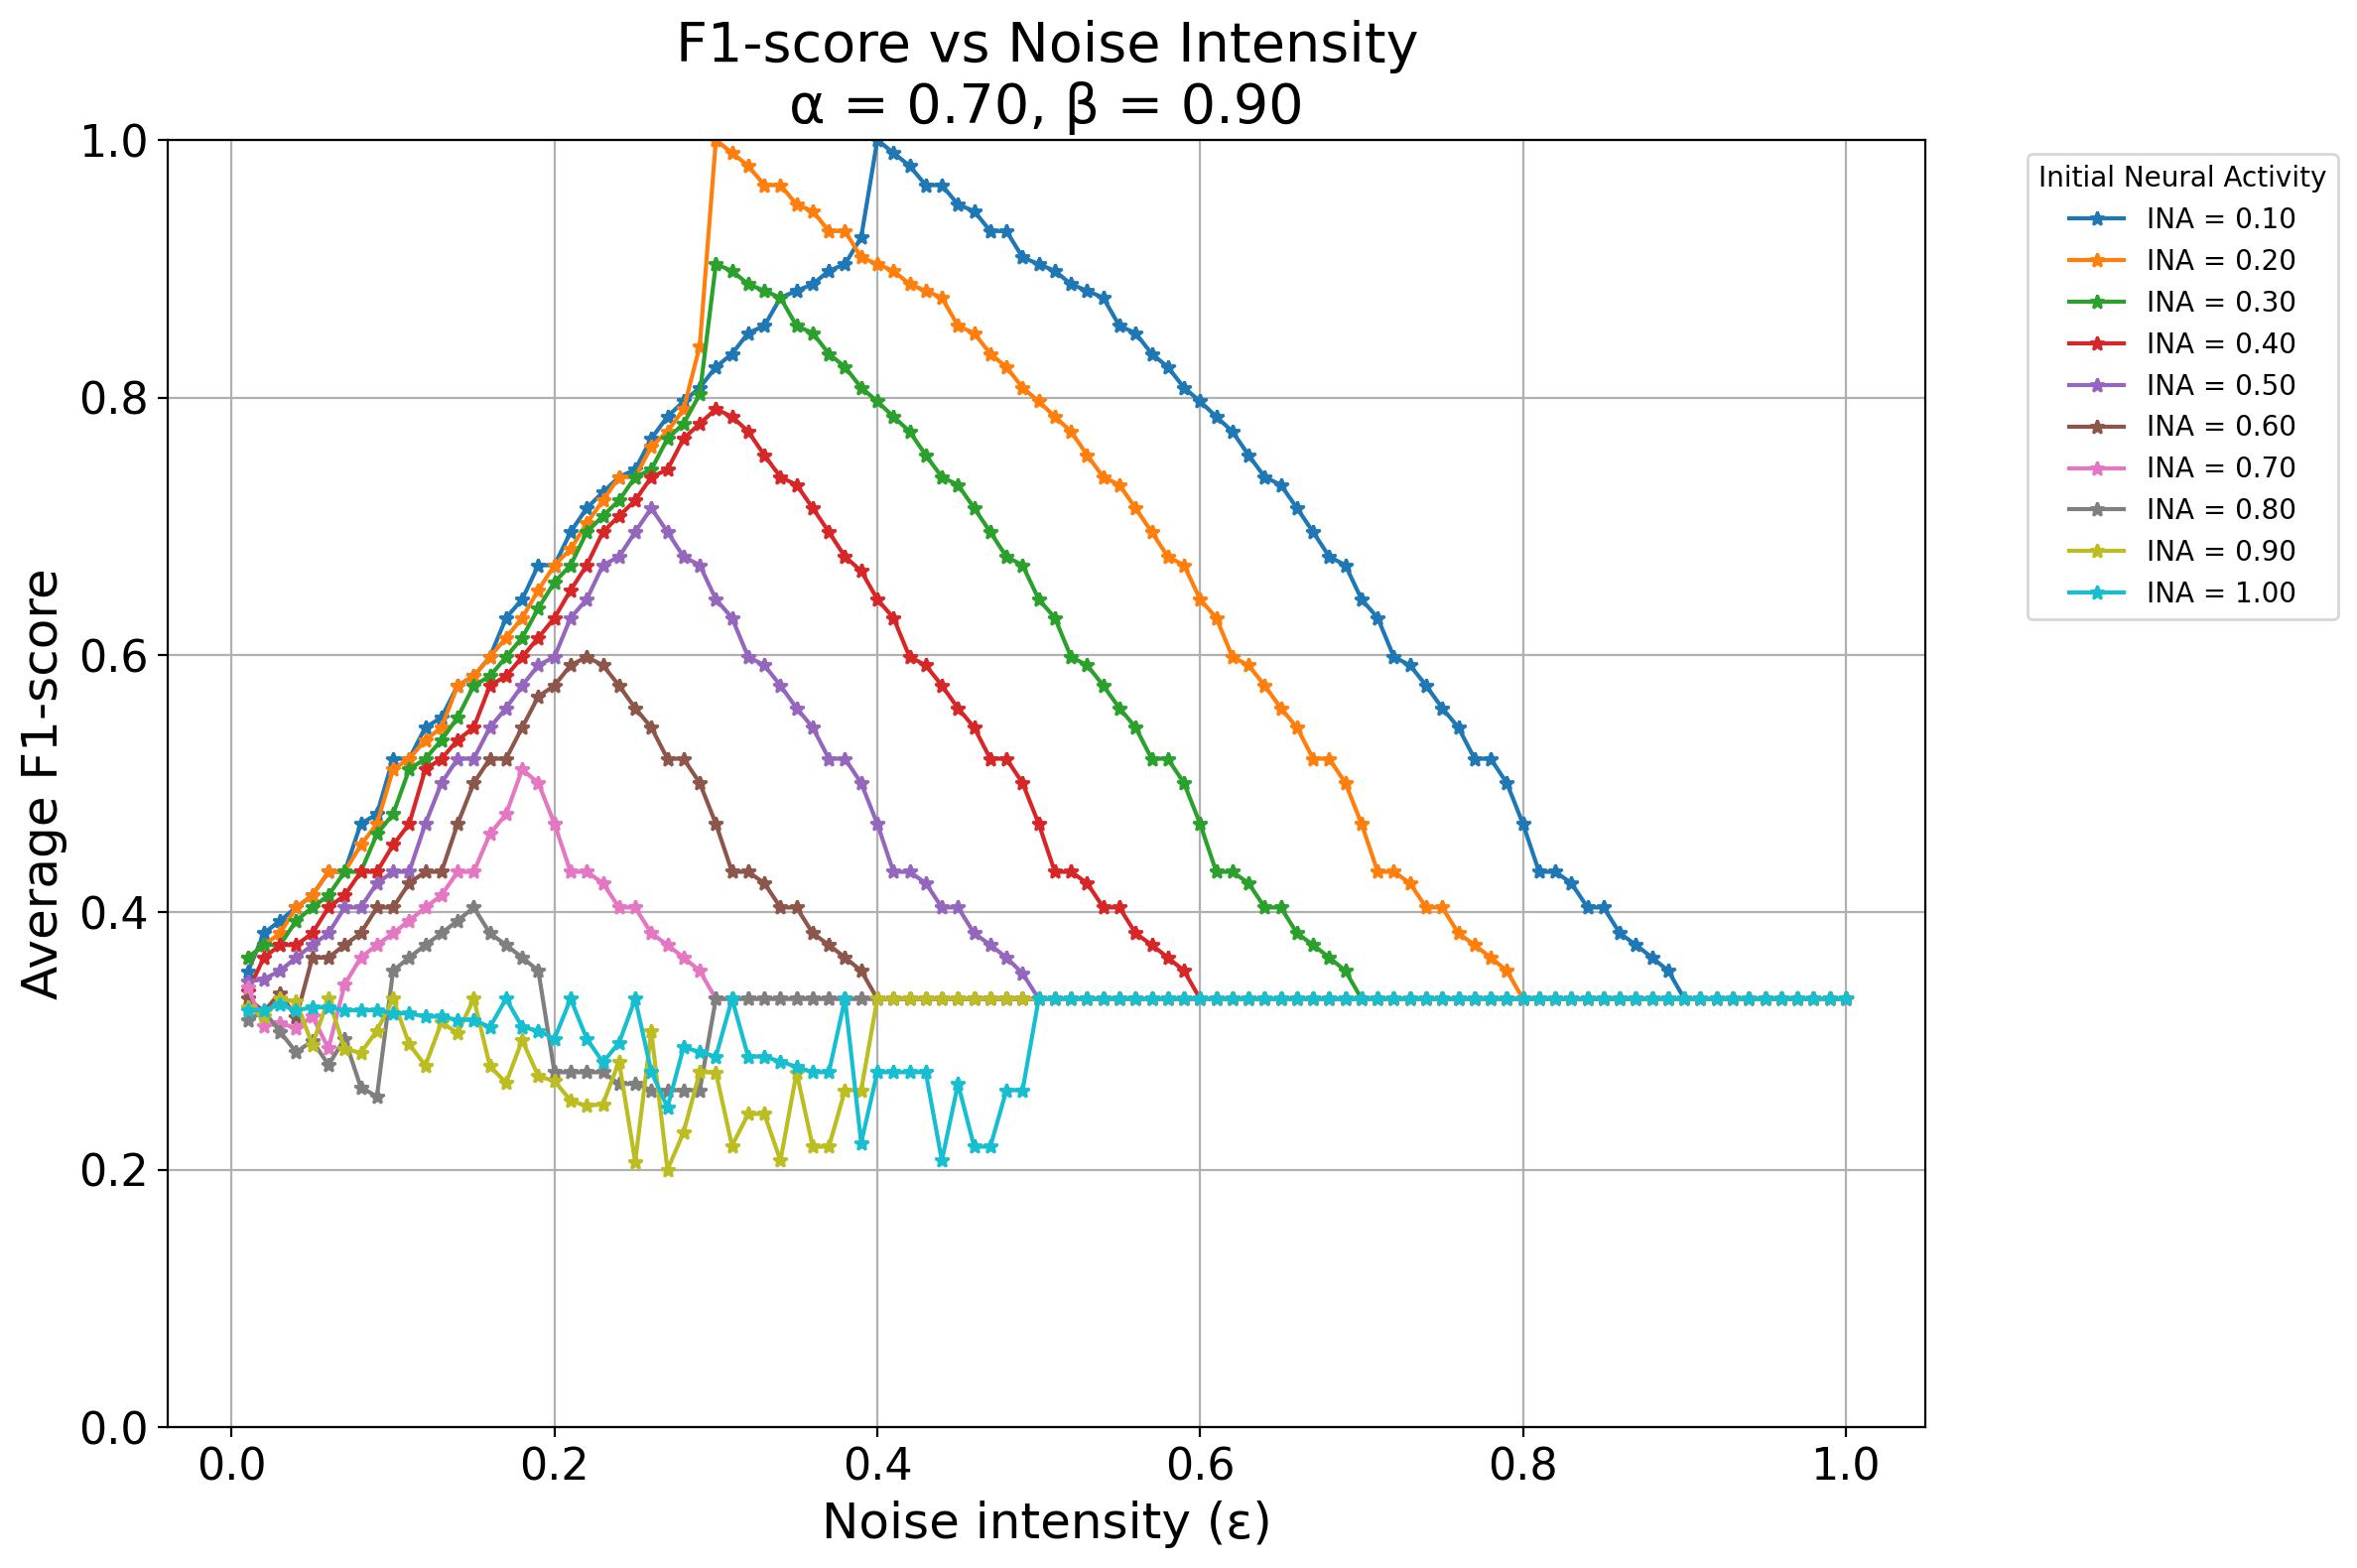 F1-score vs Noise Intensity
α = 0.70, β = 0.90
1.0
0.8
0.6
0.4
0.2
0.0
Average F1-score
0.0
0.2
0.4
0.6
0.8
1.0
Noise intensity (ε)
Initial Neural Activity
INA = 0.10
INA = 0.20
INA = 0.30
INA = 0.40
INA = 0.50
INA = 0.60
INA = 0.70
INA = 0.80
INA = 0.90
INA = 1.00